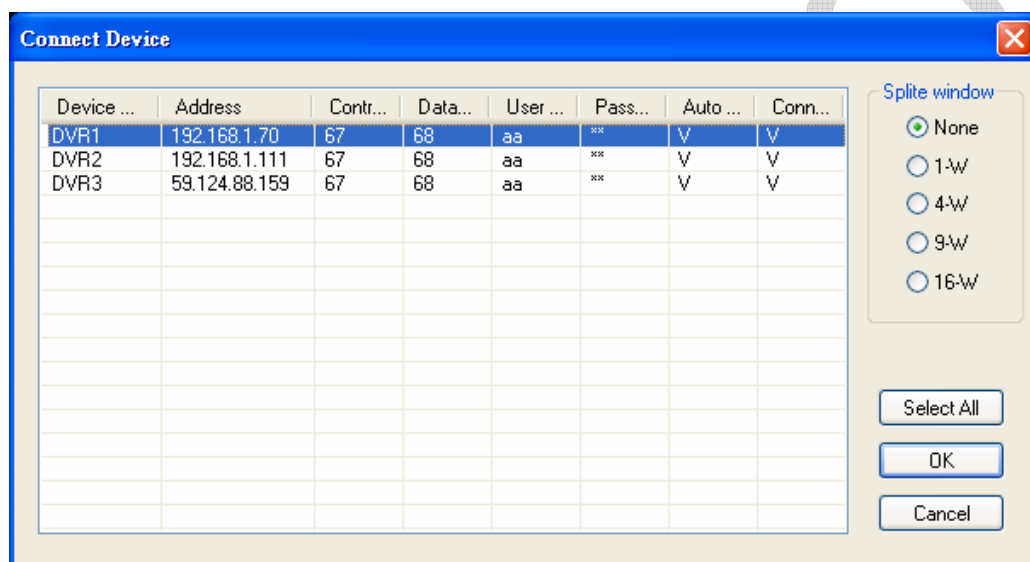 Connect Device
Device ... Address Contr... Data... User ... Pass... Auto ... Conn...
DVR1 192.168.1.70 67 68 aa ** V V
DVR2 192.168.1.111 67 68 aa ** V V
DVR3 59.124.88.159 67 68 aa ** V V
Splite window
None
1-W
4-W
9-W
16-W
Select All
OK
Cancel